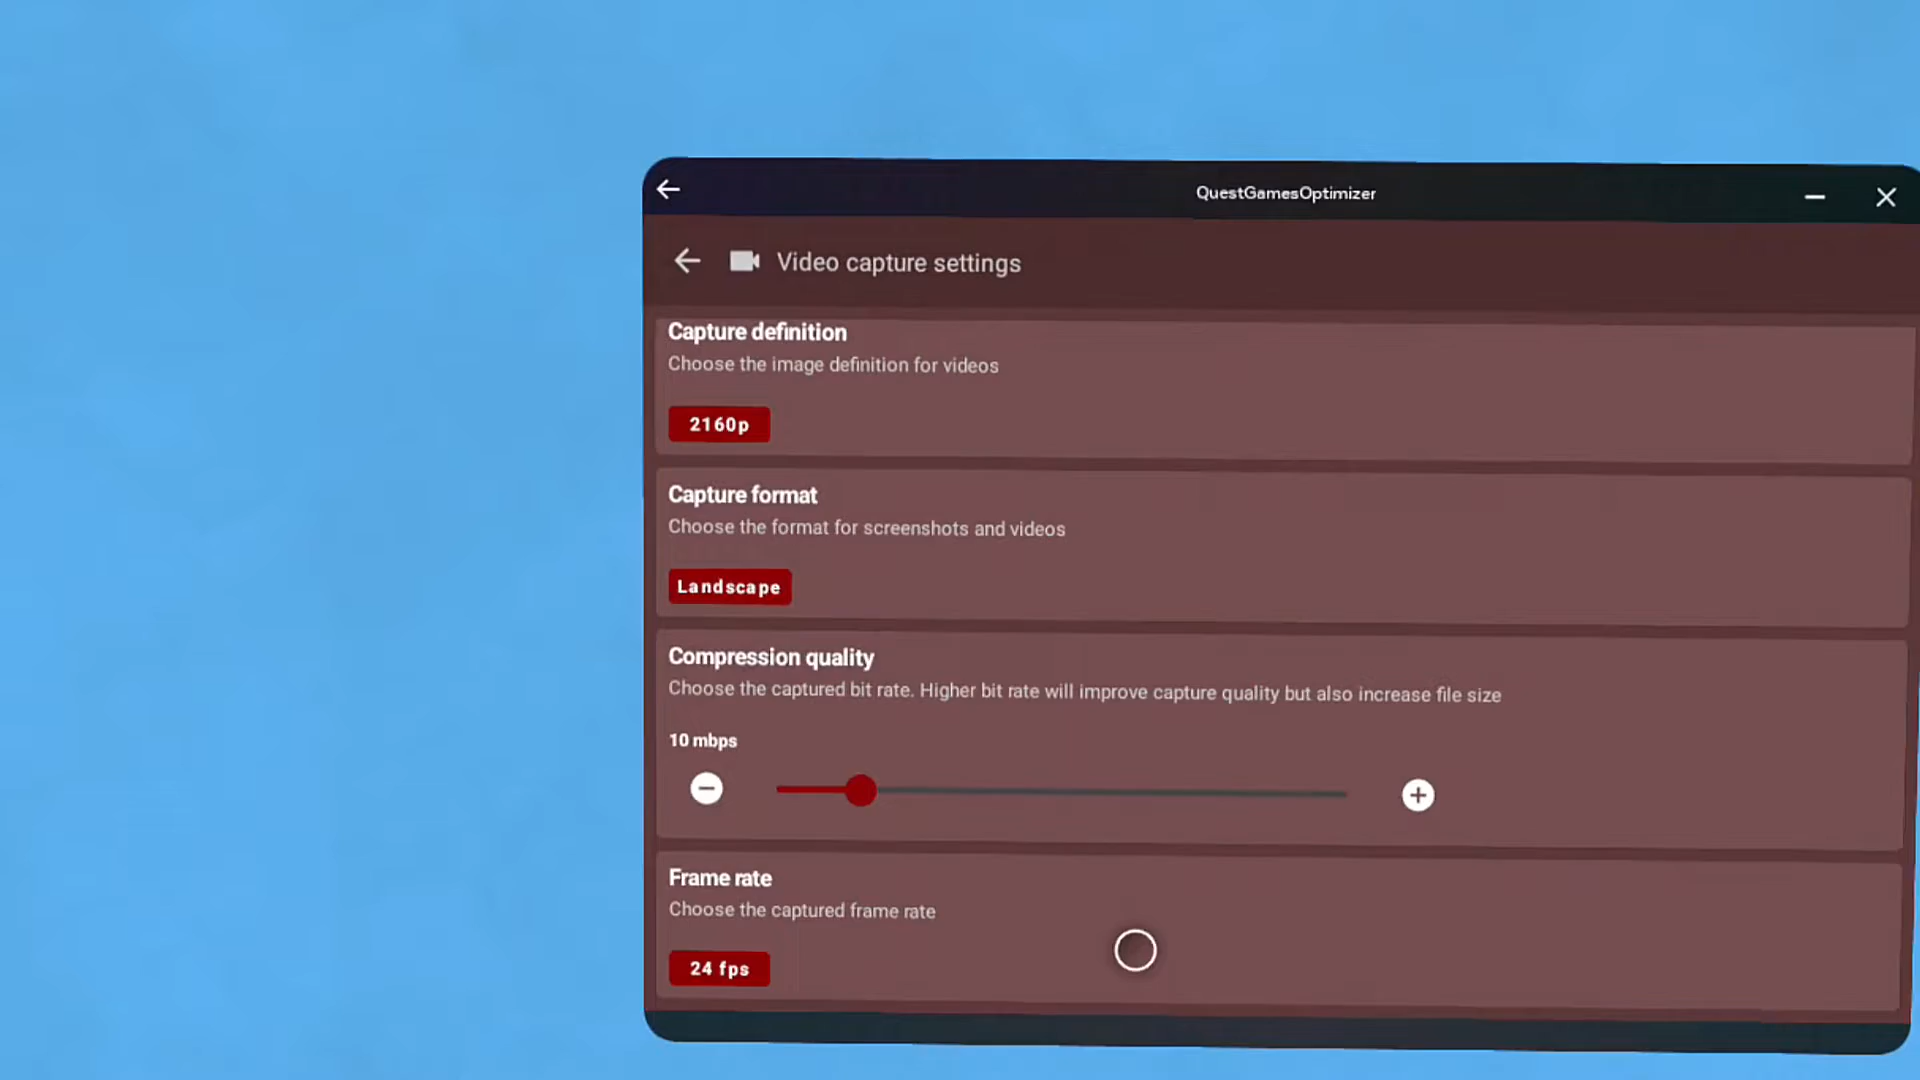 QuestGamesOptimizer
Video capture settings
Capture definition
Choose the image definition for videos
2160p
Capture format
Choose the format for screenshots and videos
Landscape
Compression quality
Choose the captured bit rate. Higher bit rate will improve capture quality but also increase file size
10 mbps
Frame rate
Choose the captured frame rate
24 fps